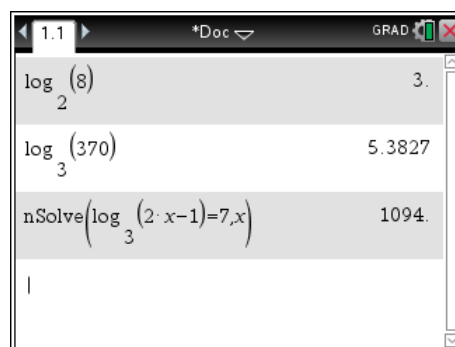 1.1 *Doc GRAD
log₂(8) 3.
log₃(370) 5.3827
nSolve(log₃(2·x−1)=7,x) 1094.